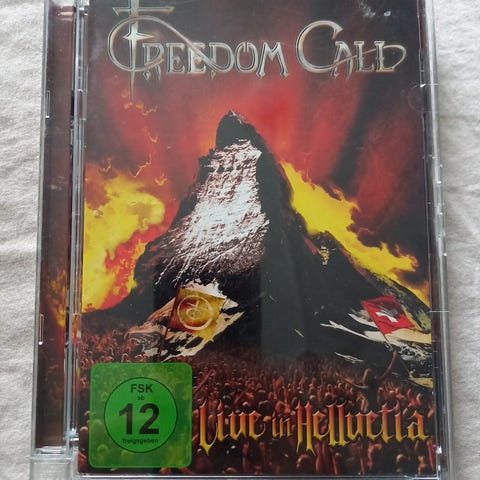 FREEDOM CALL
FSK
ab
12
freigegeben
Live in Hellvetia